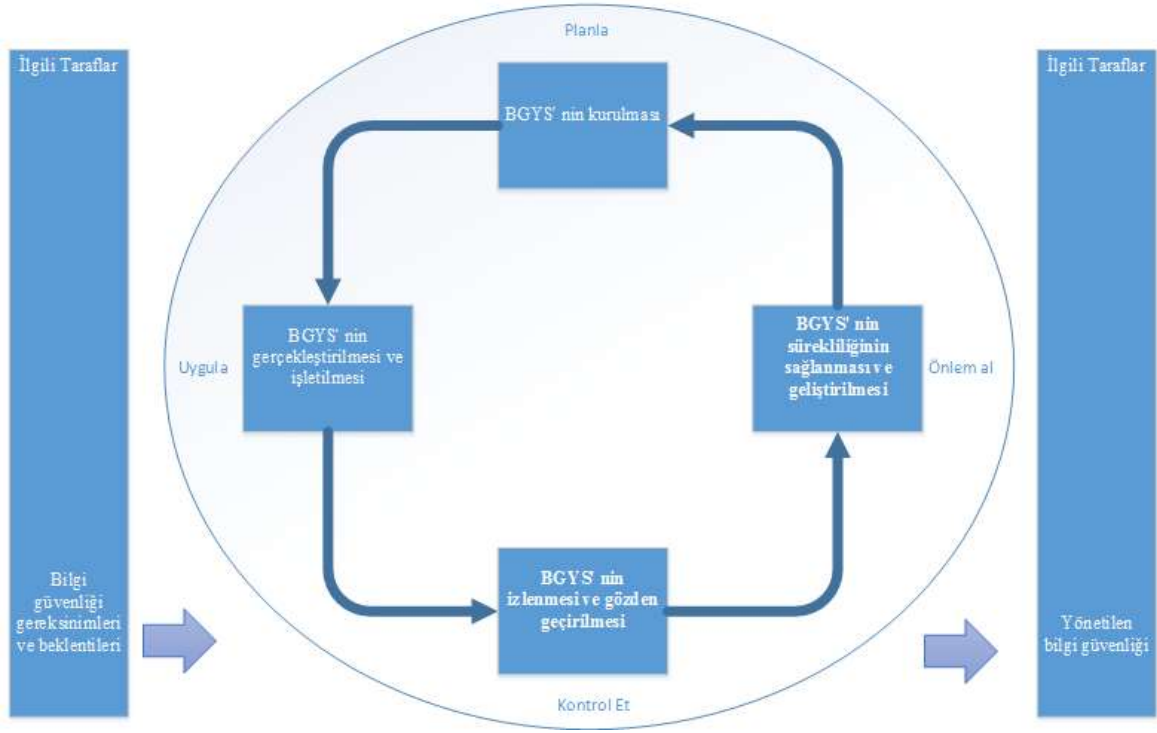 Planla
İlgili Taraflar
İlgili Taraflar
BGYS' nin kurulması
Uygula
BGYS' nin
gerçekleştirilmesi ve
işletilmesi
BGYS' nin
sürekliliğinin
sağlanması ve
geliştirilmesi
Önlem al
BGYS' nin
izlenmesi ve gözden
geçirilmesi
Bilgi
güvenliği
gereksinimleri
ve beklentileri
Yönetilen
bilgi güvenliği
Kontrol Et